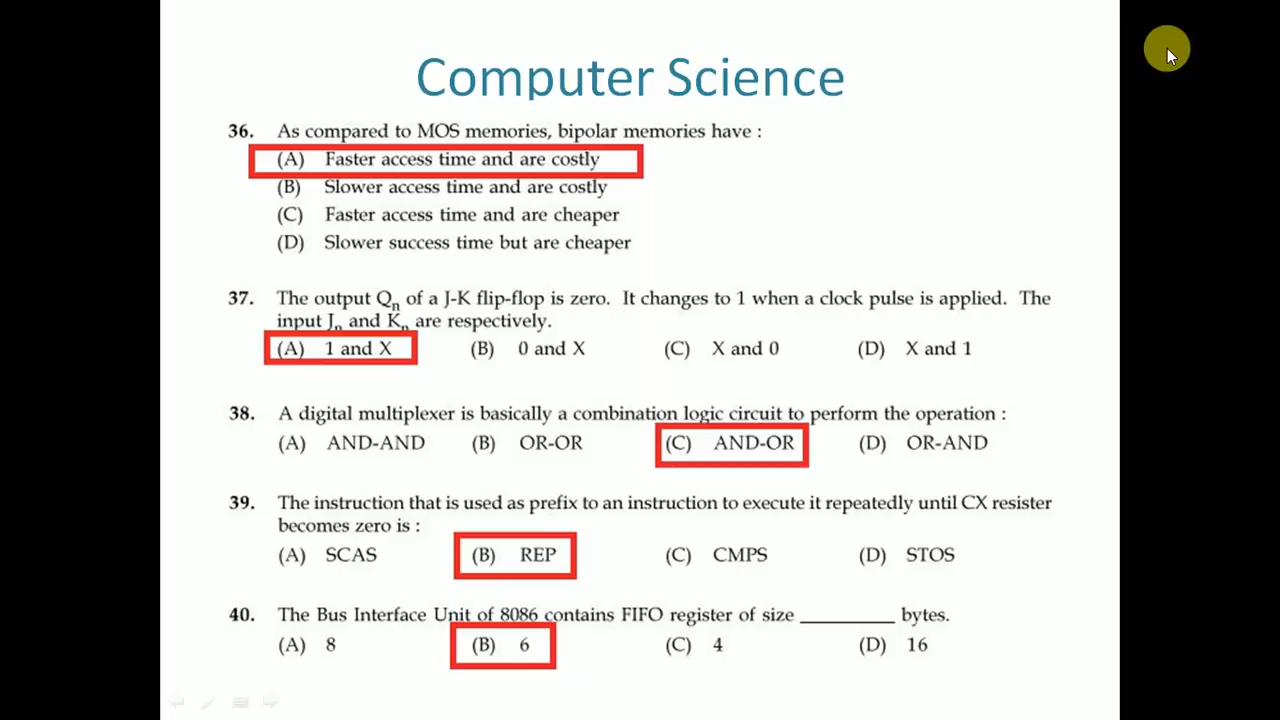 Computer Science
36. As compared to MOS memories, bipolar memories have :
(A) Faster access time and are costly
(B) Slower access time and are costly
(C) Faster access time and are cheaper
(D) Slower success time but are cheaper
37. The output Qn of a J-K flip-flop is zero. It changes to 1 when a clock pulse is applied. The
input Jn and Kn are respectively.
(A) 1 and X (B) 0 and X (C) X and 0 (D) X and 1
38. A digital multiplexer is basically a combination logic circuit to perform the operation :
(A) AND-AND (B) OR-OR (C) AND-OR (D) OR-AND
39. The instruction that is used as prefix to an instruction to execute it repeatedly until CX resister
becomes zero is :
(A) SCAS (B) REP (C) CMPS (D) STOS
40. The Bus Interface Unit of 8086 contains FIFO register of size __________ bytes.
(A) 8 (B) 6 (C) 4 (D) 16